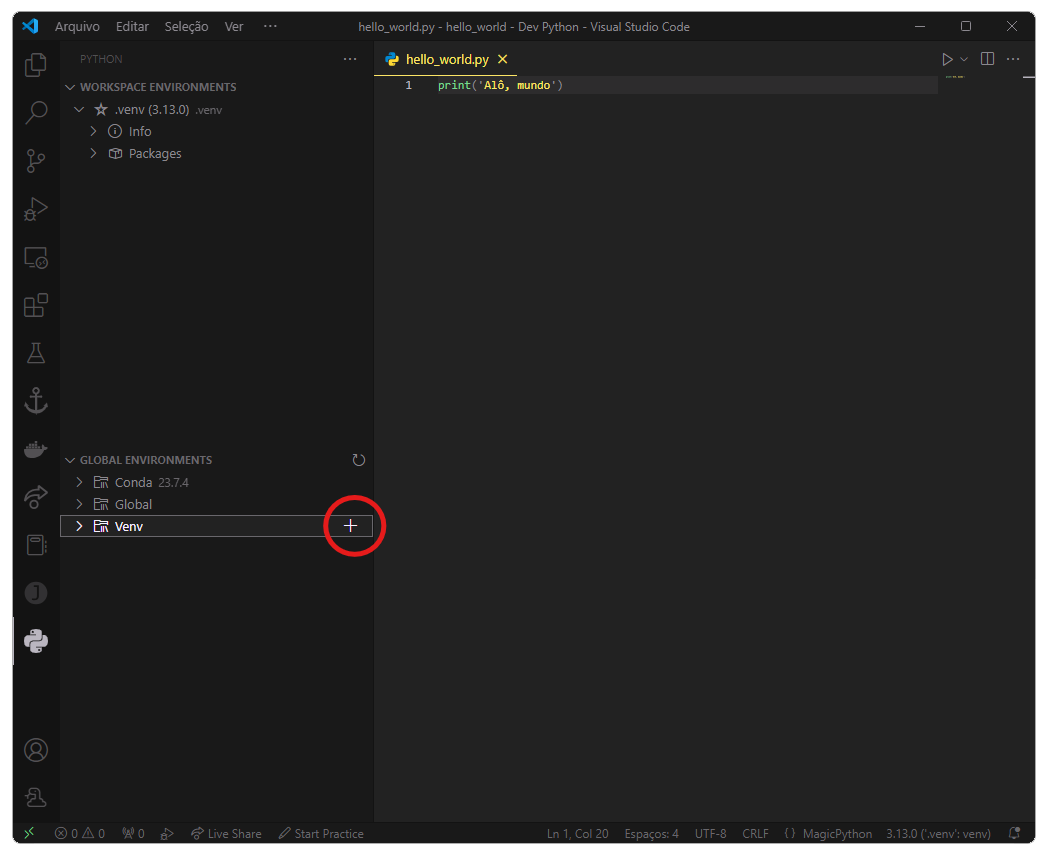 Arquivo Editar Seleção Ver ··· hello_world.py - hello_world - Dev Python - Visual Studio Code
PYTHON ···
WORKSPACE ENVIRONMENTS
.venv (3.13.0) .venv
Info
Packages
GLOBAL ENVIRONMENTS
Conda 23.7.4
Global
Venv
hello_world.py
1 print('Alô, mundo')
J
0 0 0 Live Share Start Practice Ln 1, Col 20 Espaços: 4 UTF-8 CRLF { } MagicPython 3.13.0 ('.venv': venv)